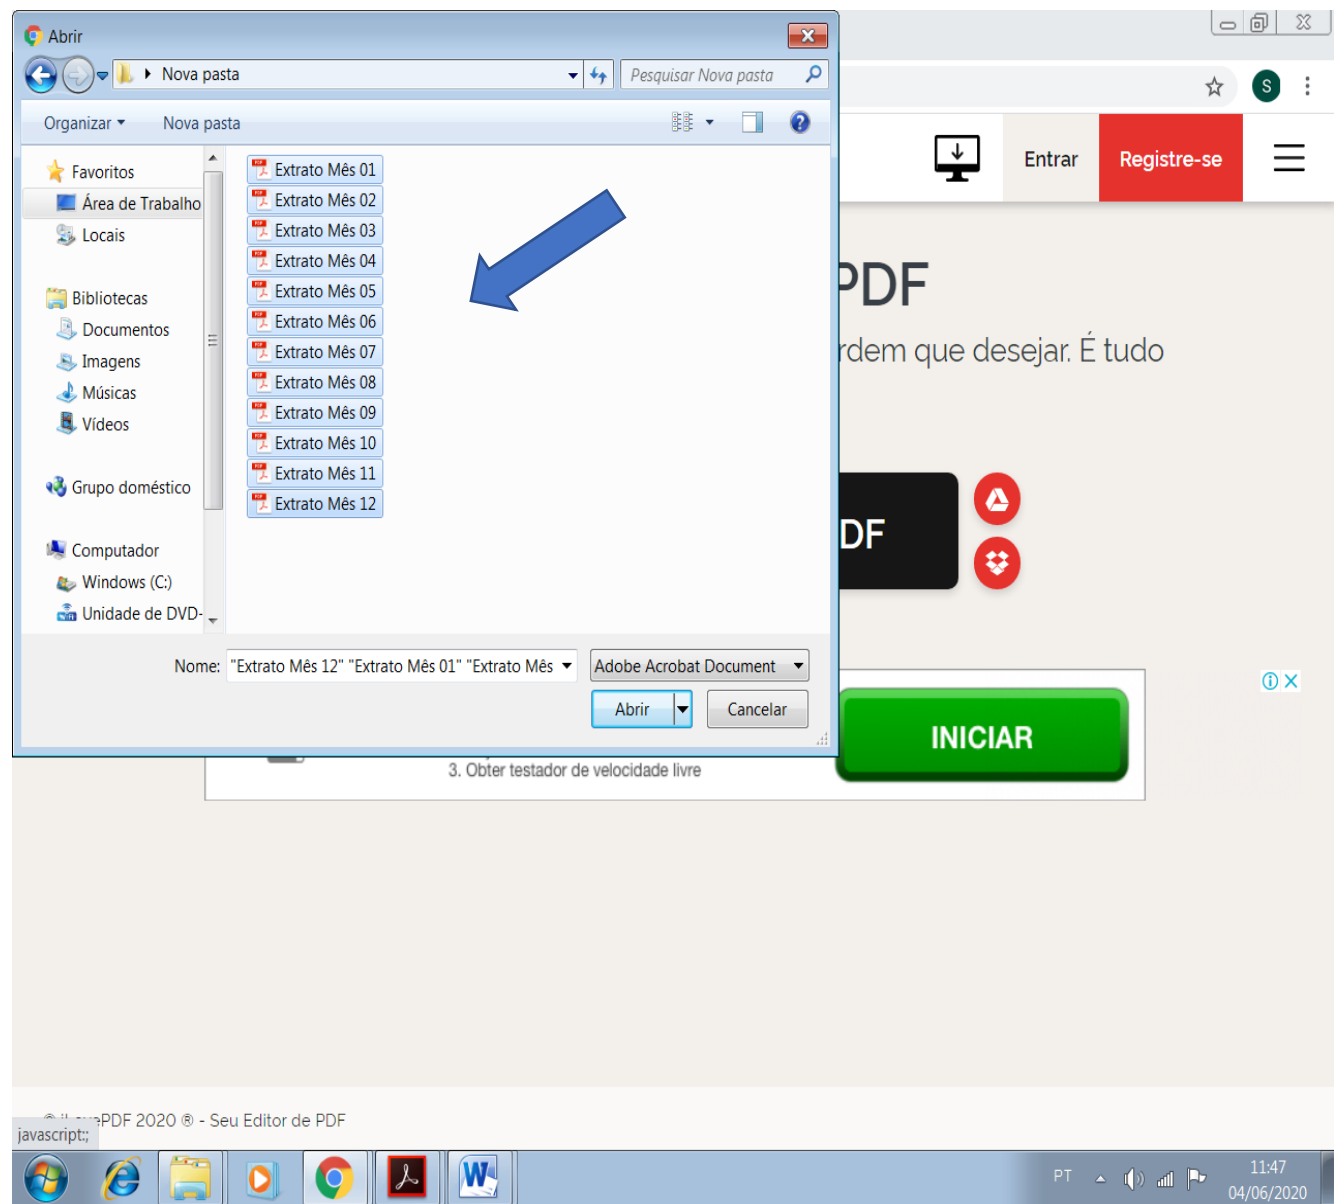 Abrir
Nova pasta
Pesquisar Nova pasta
Organizar
Nova pasta
Favoritos
Área de Trabalho
Locais
Bibliotecas
Documentos
Imagens
Músicas
Vídeos
Grupo doméstico
Computador
Windows (C:)
Unidade de DVD-
Extrato Mês 01
Extrato Mês 02
Extrato Mês 03
Extrato Mês 04
Extrato Mês 05
Extrato Mês 06
Extrato Mês 07
Extrato Mês 08
Extrato Mês 09
Extrato Mês 10
Extrato Mês 11
Extrato Mês 12
Nome: "Extrato Mês 12" "Extrato Mês 01" "Extrato Mês
Adobe Acrobat Document
Abrir
Cancelar
S
Entrar
Registre-se
PDF
rdem que desejar. É tudo
DF
3. Obter testador de velocidade livre
INICIAR
PDF 2020 ® - Seu Editor de PDF
javascript:;
PT
11:47
04/06/2020